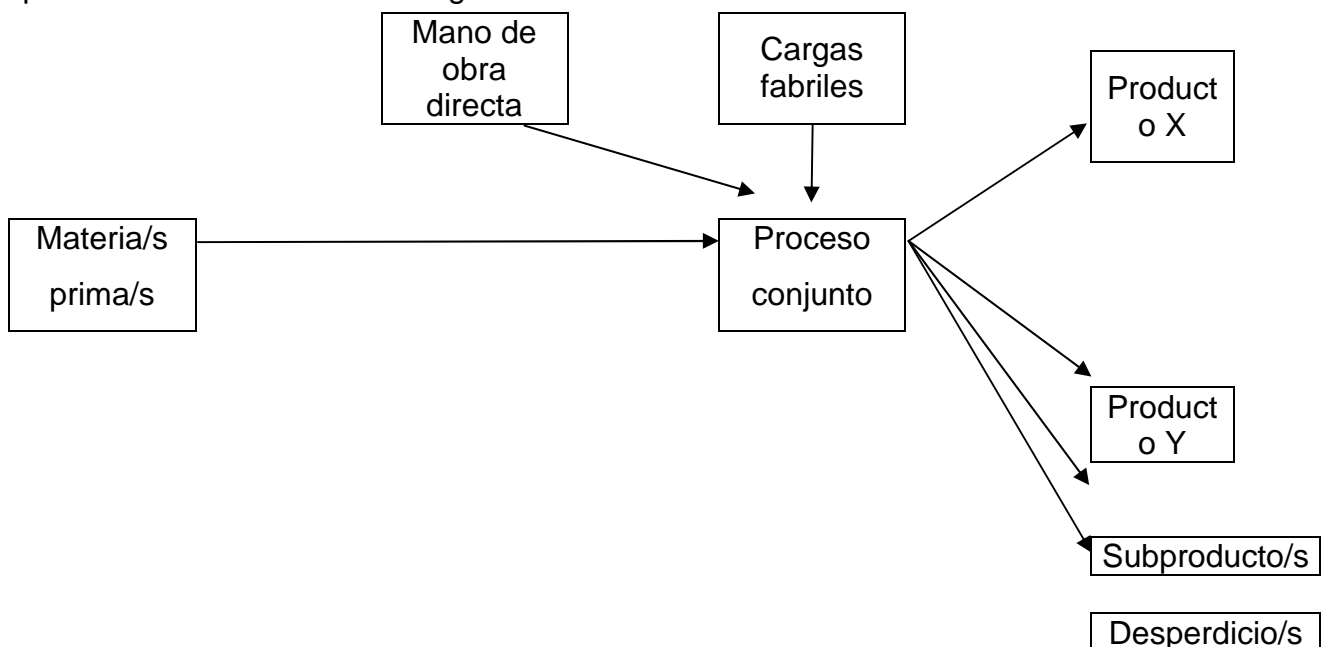 Mano de
obra
directa
Cargas
fabriles
Product
o X
Materia/s
prima/s
Proceso
conjunto
Product
o Y
Subproducto/s
Desperdicio/s